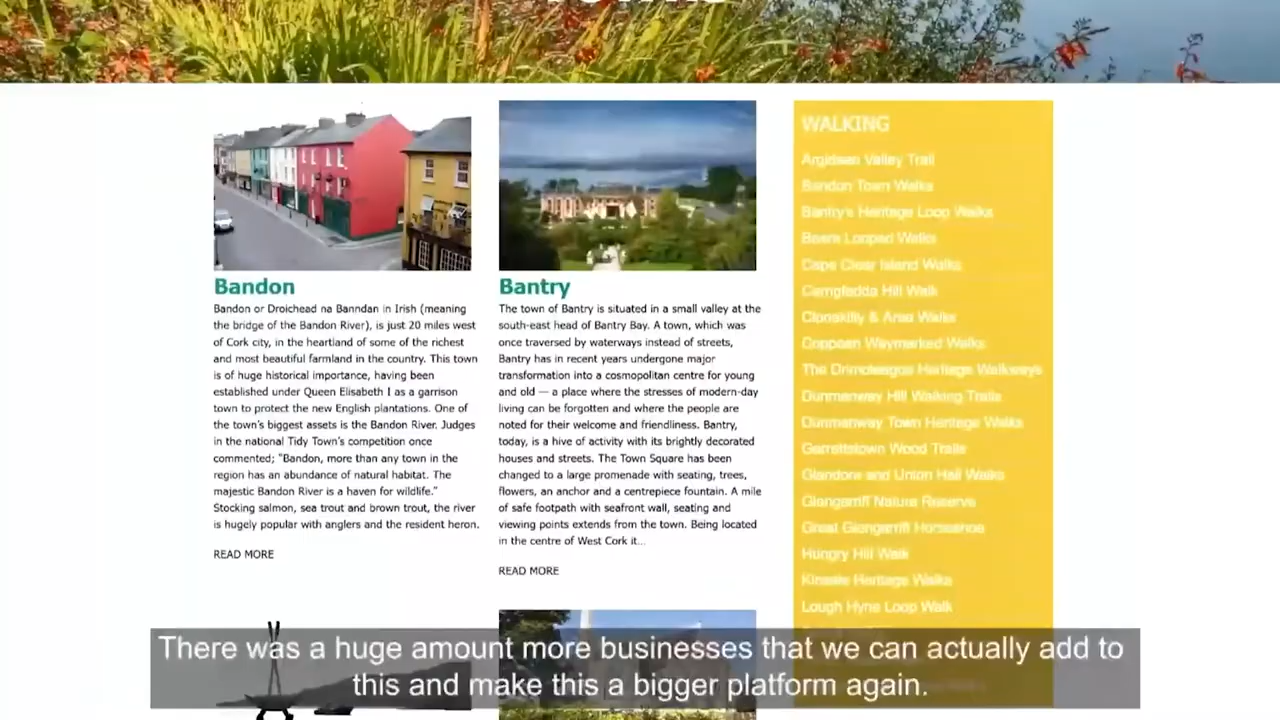 Bandon
Bandon or Droichead na Banndan in Irish (meaning
the bridge of the Bandon River), is just 20 miles west
of Cork city, in the heartland of some of the richest
and most beautiful farmland in the country. This town
is of huge historical importance, having been
established under Queen Elisabeth I as a garrison
town to protect the new English plantations. One of
the town's biggest assets is the Bandon River. Judges
in the national Tidy Town's competition once
commented; "Bandon, more than any town in the
region has an abundance of natural habitat. The
majestic Bandon River is a haven for wildlife."
Stocking salmon, sea trout and brown trout, the river
is hugely popular with anglers and the resident heron.
READ MORE
Bantry
The town of Bantry is situated in a small valley at the
south-east head of Bantry Bay. A town, which was
once traversed by waterways instead of streets,
Bantry has in recent years undergone major
transformation into a cosmopolitan centre for young
and old — a place where the stresses of modern-day
living can be forgotten and where the people are
noted for their welcome and friendliness. Bantry,
today, is a hive of activity with its brightly decorated
houses and streets. The Town Square has been
changed to a large promenade with seating, trees,
flowers, an anchor and a centrepiece fountain. A mile
of safe footpath with seafront wall, seating and
viewing points extends from the town. Being located
in the centre of West Cork it...
READ MORE
WALKING
Argideen Valley Trail
Bandon Town Walks
Bantry's Heritage Loop Walks
Beara Looped Walks
Cape Clear Island Walks
Carrigfadda Hill Walk
Clonakilty & Area Walks
Coppeen Waymarked Walks
The Drimoleague Heritage Walkways
Dunmanway Hill Walking Trails
Dunmanway Town Heritage Walks
Garrettstown Wood Trails
Glandore and Union Hall Walks
Glengarriff Nature Reserve
Great Glengarriff Horseshoe
Hungry Hill Walk
Kinsale Heritage Walks
Lough Hyne Loop Walk
There was a huge amount more businesses that we can actually add to
this and make this a bigger platform again.